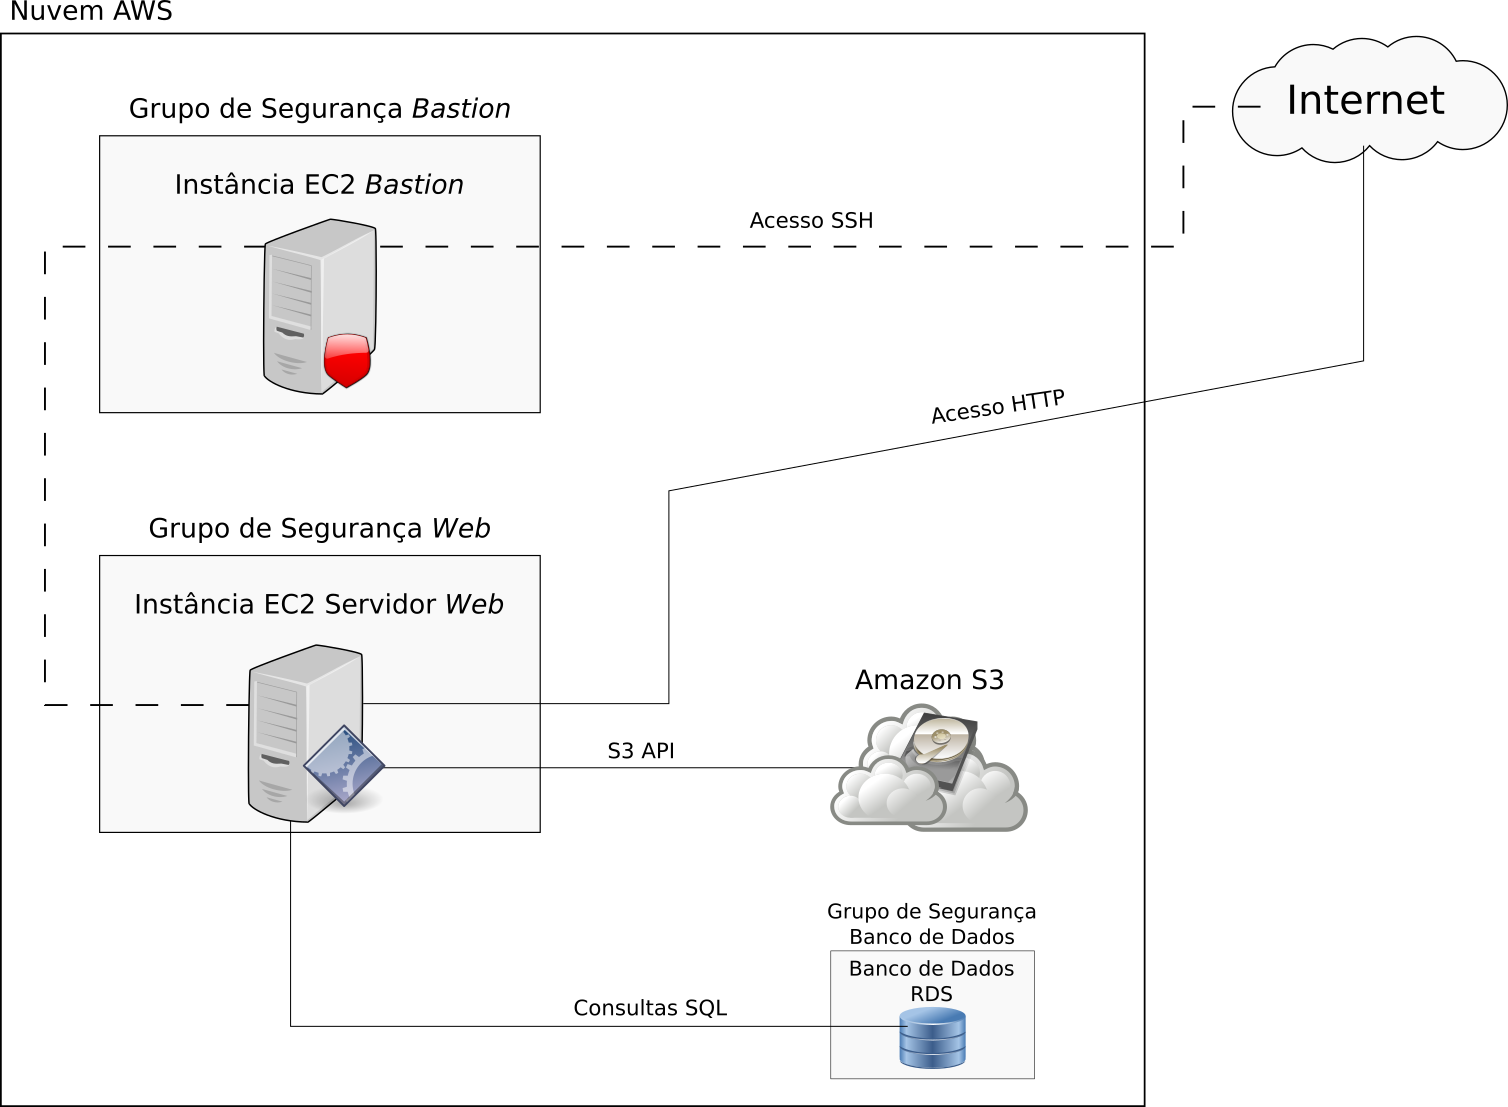 Nuvem AWS
Internet
Grupo de Segurança Bastion
Instância EC2 Bastion
Acesso SSH
Acesso HTTP
Grupo de Segurança Web
Instância EC2 Servidor Web
Amazon S3
S3 API
Grupo de Segurança
Banco de Dados
Banco de Dados
RDS
Consultas SQL